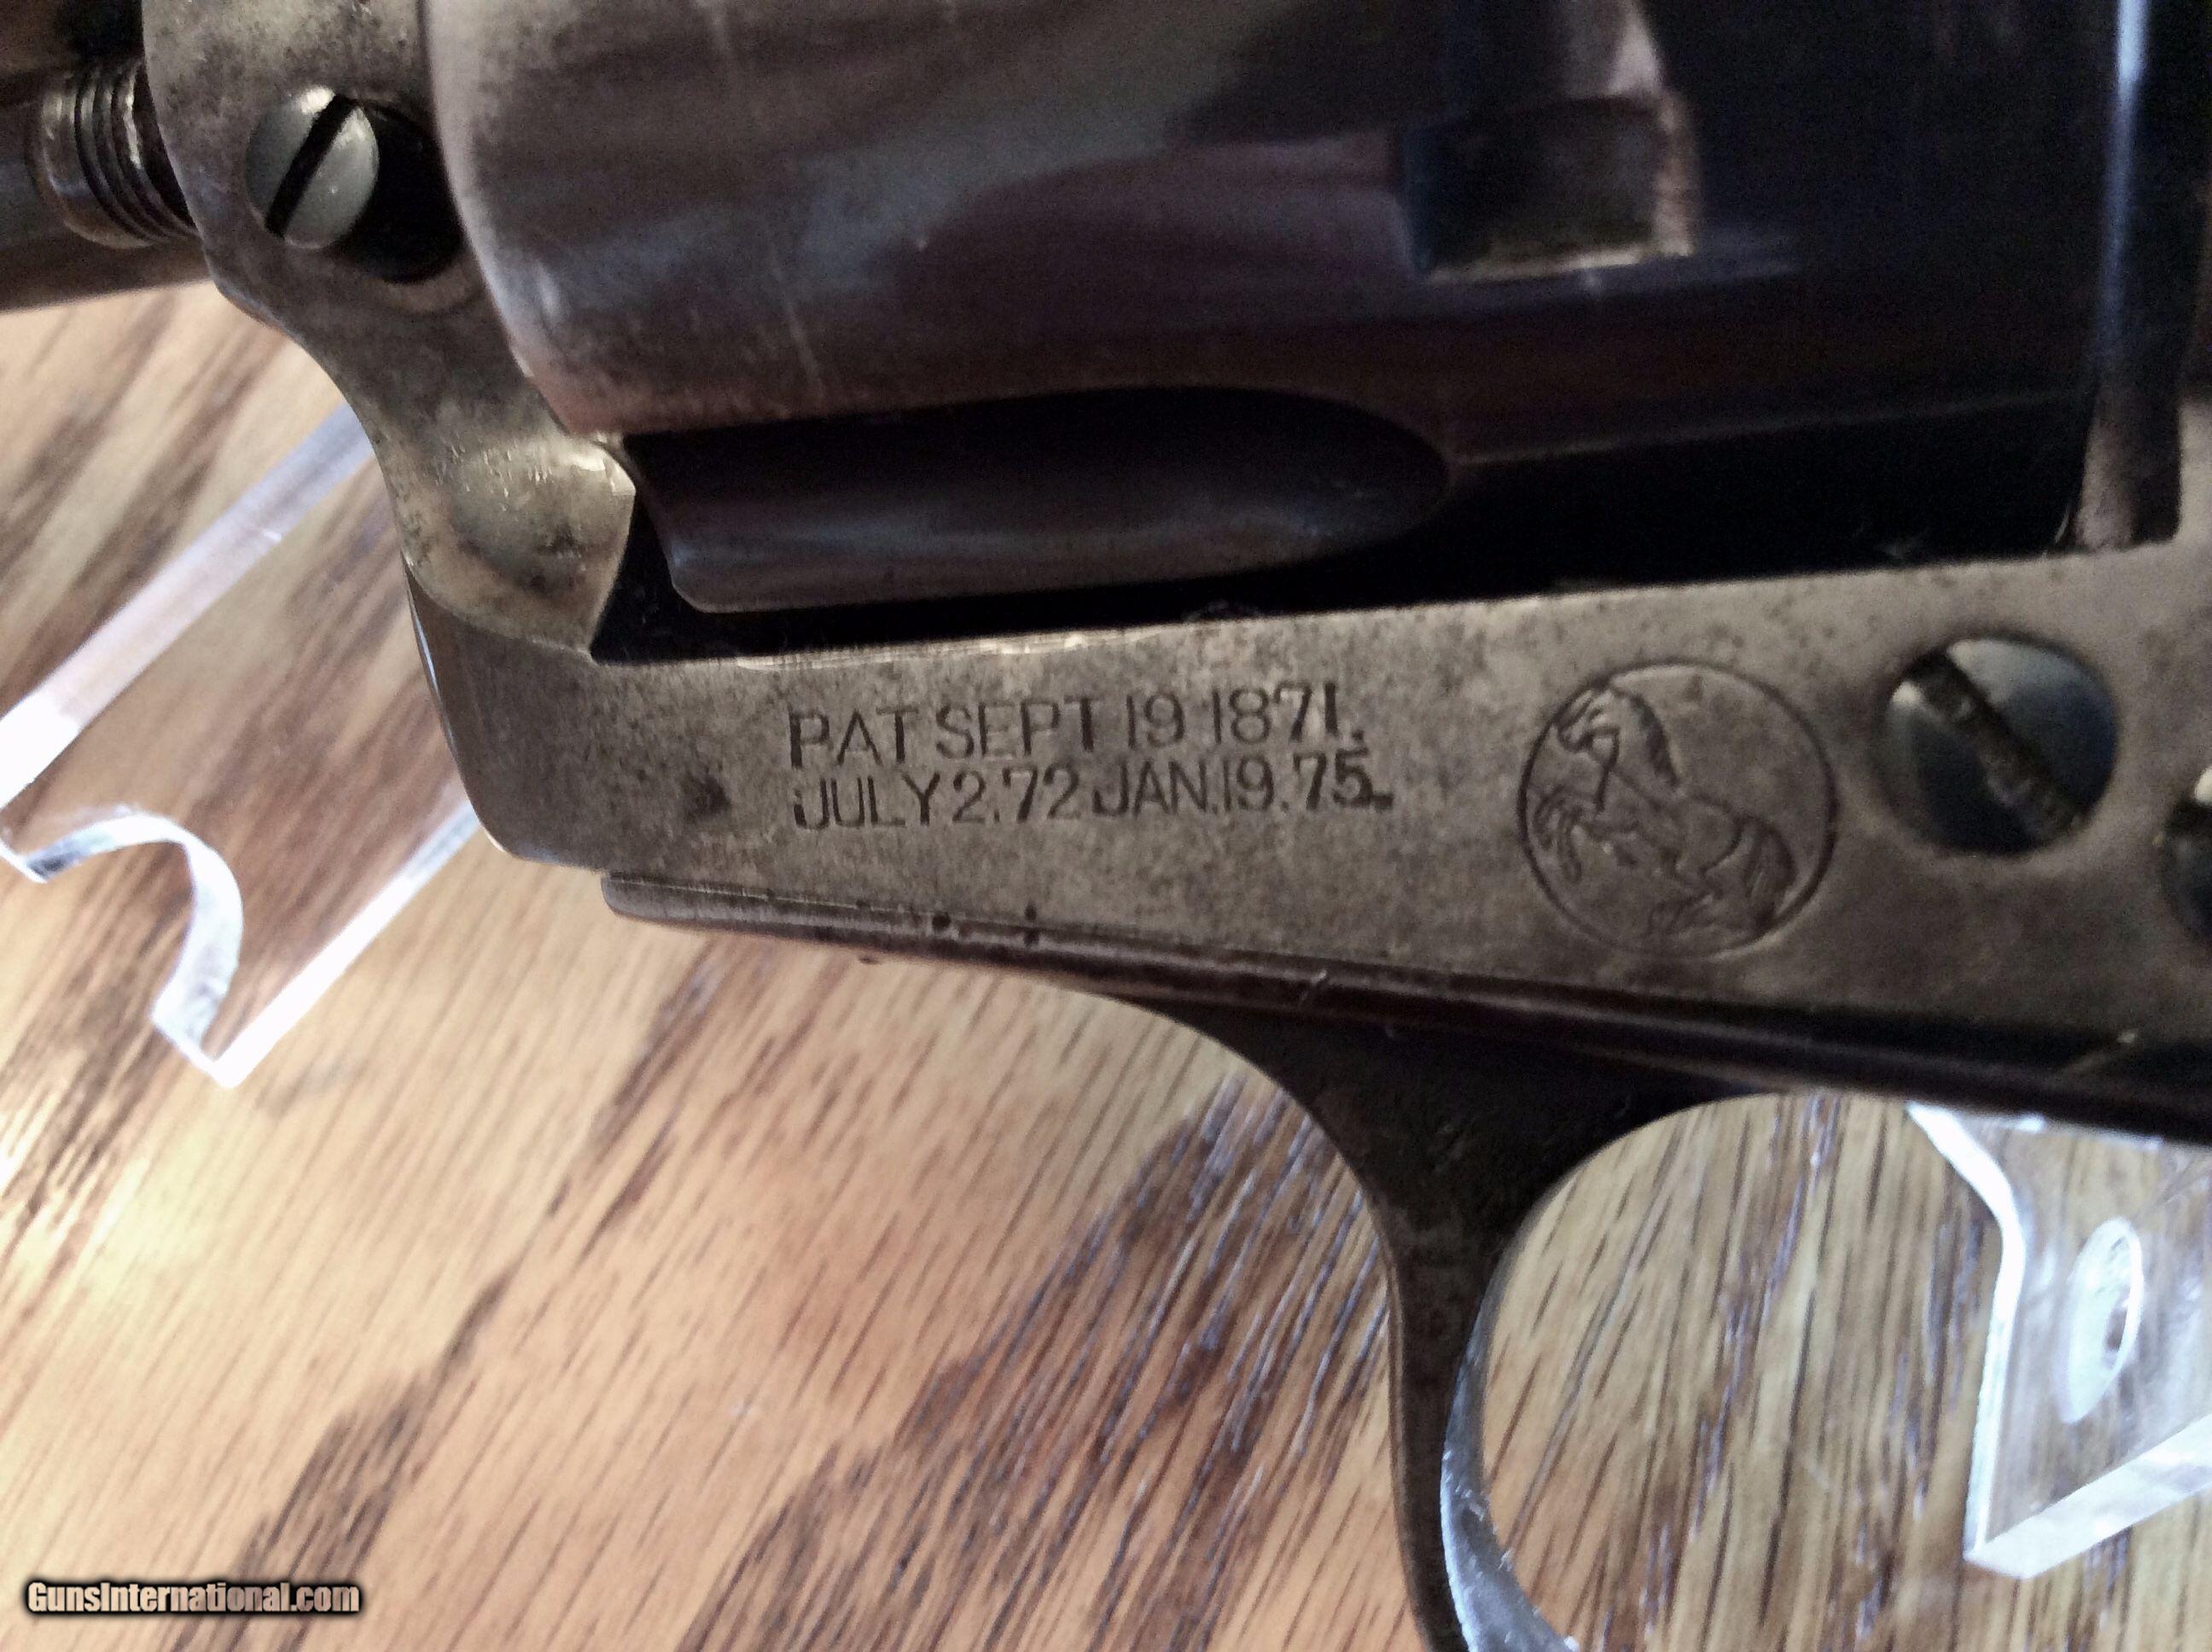 PAT SEPT 19 1871.
JULY 2.72 JAN.19.75.
GunsInternational.com